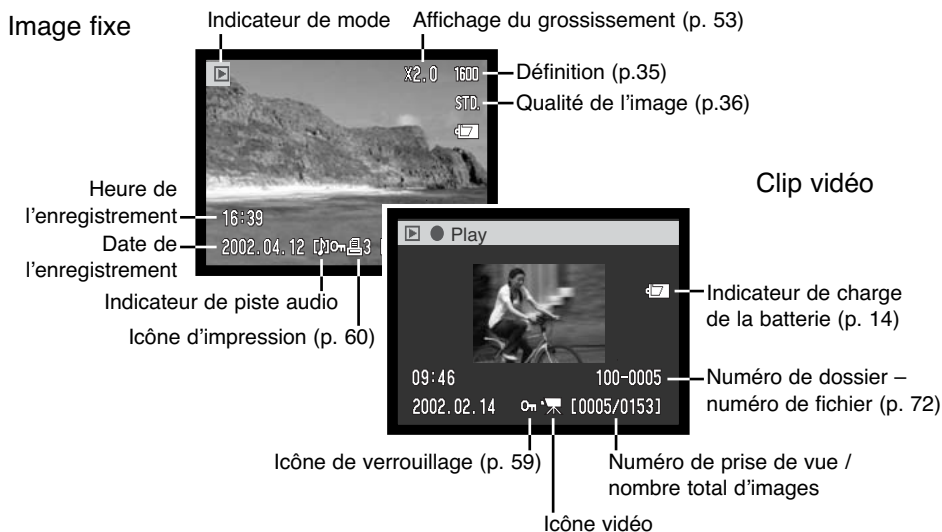 Image fixe
Indicateur de mode
Affichage du grossissement (p. 53)
X2.0 1600
Définition (p.35)
STD.
Qualité de l'image (p.36)
Heure de
l'enregistrement
16:39
Date de
l'enregistrement
2002.04.12 3
Indicateur de piste audio
Icône d'impression (p. 60)
Clip vidéo
Play
Indicateur de charge
de la batterie (p. 14)
09:46 100-0005
Numéro de dossier –
numéro de fichier (p. 72)
2002.02.14 [0005/0153]
Icône de verrouillage (p. 59)
Numéro de prise de vue /
nombre total d'images
Icône vidéo